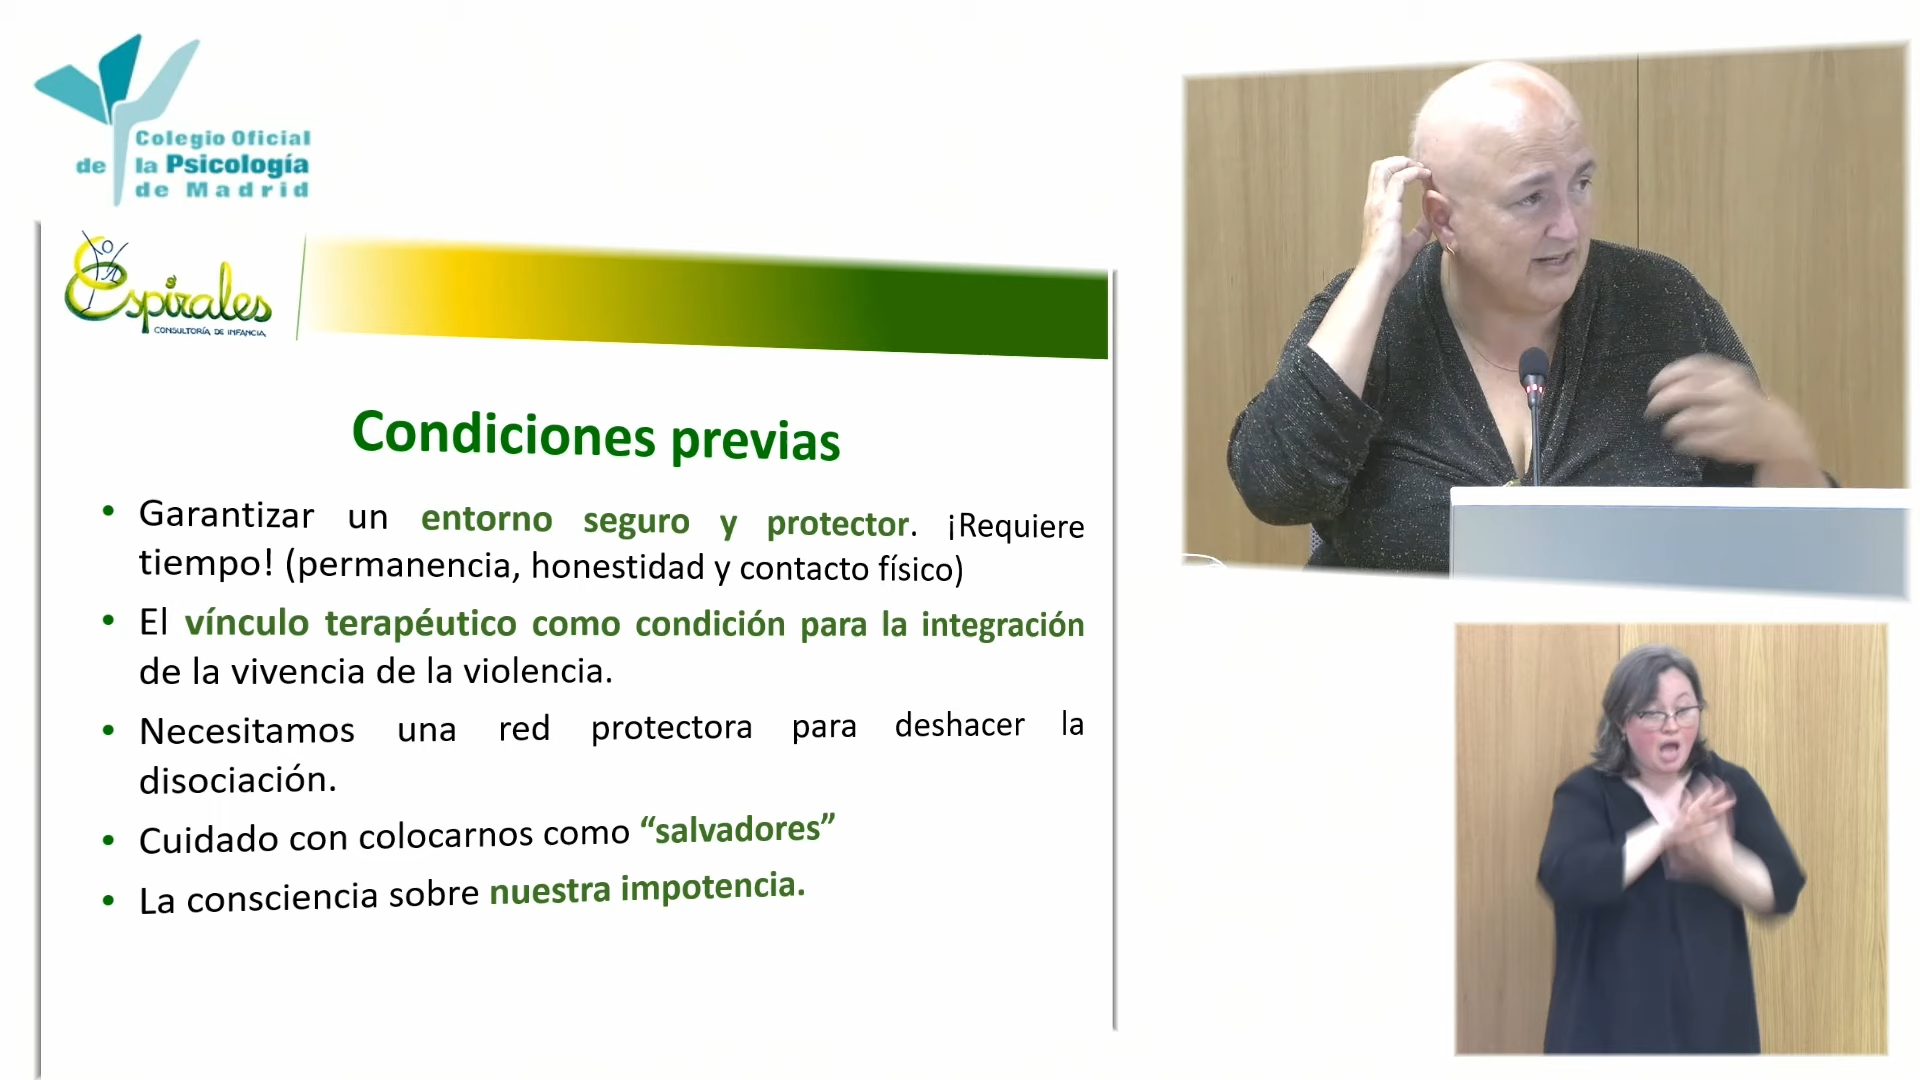 Colegio Oficial
de la Psicología
de Madrid
Espirales
CONSULTORÍA DE INFANCIA
Condiciones previas
• Garantizar un entorno seguro y protector. ¡Requiere
tiempo! (permanencia, honestidad y contacto físico)
• El vínculo terapéutico como condición para la integración
de la vivencia de la violencia.
• Necesitamos una red protectora para deshacer la
disociación.
• Cuidado con colocarnos como “salvadores”
• La consciencia sobre nuestra impotencia.